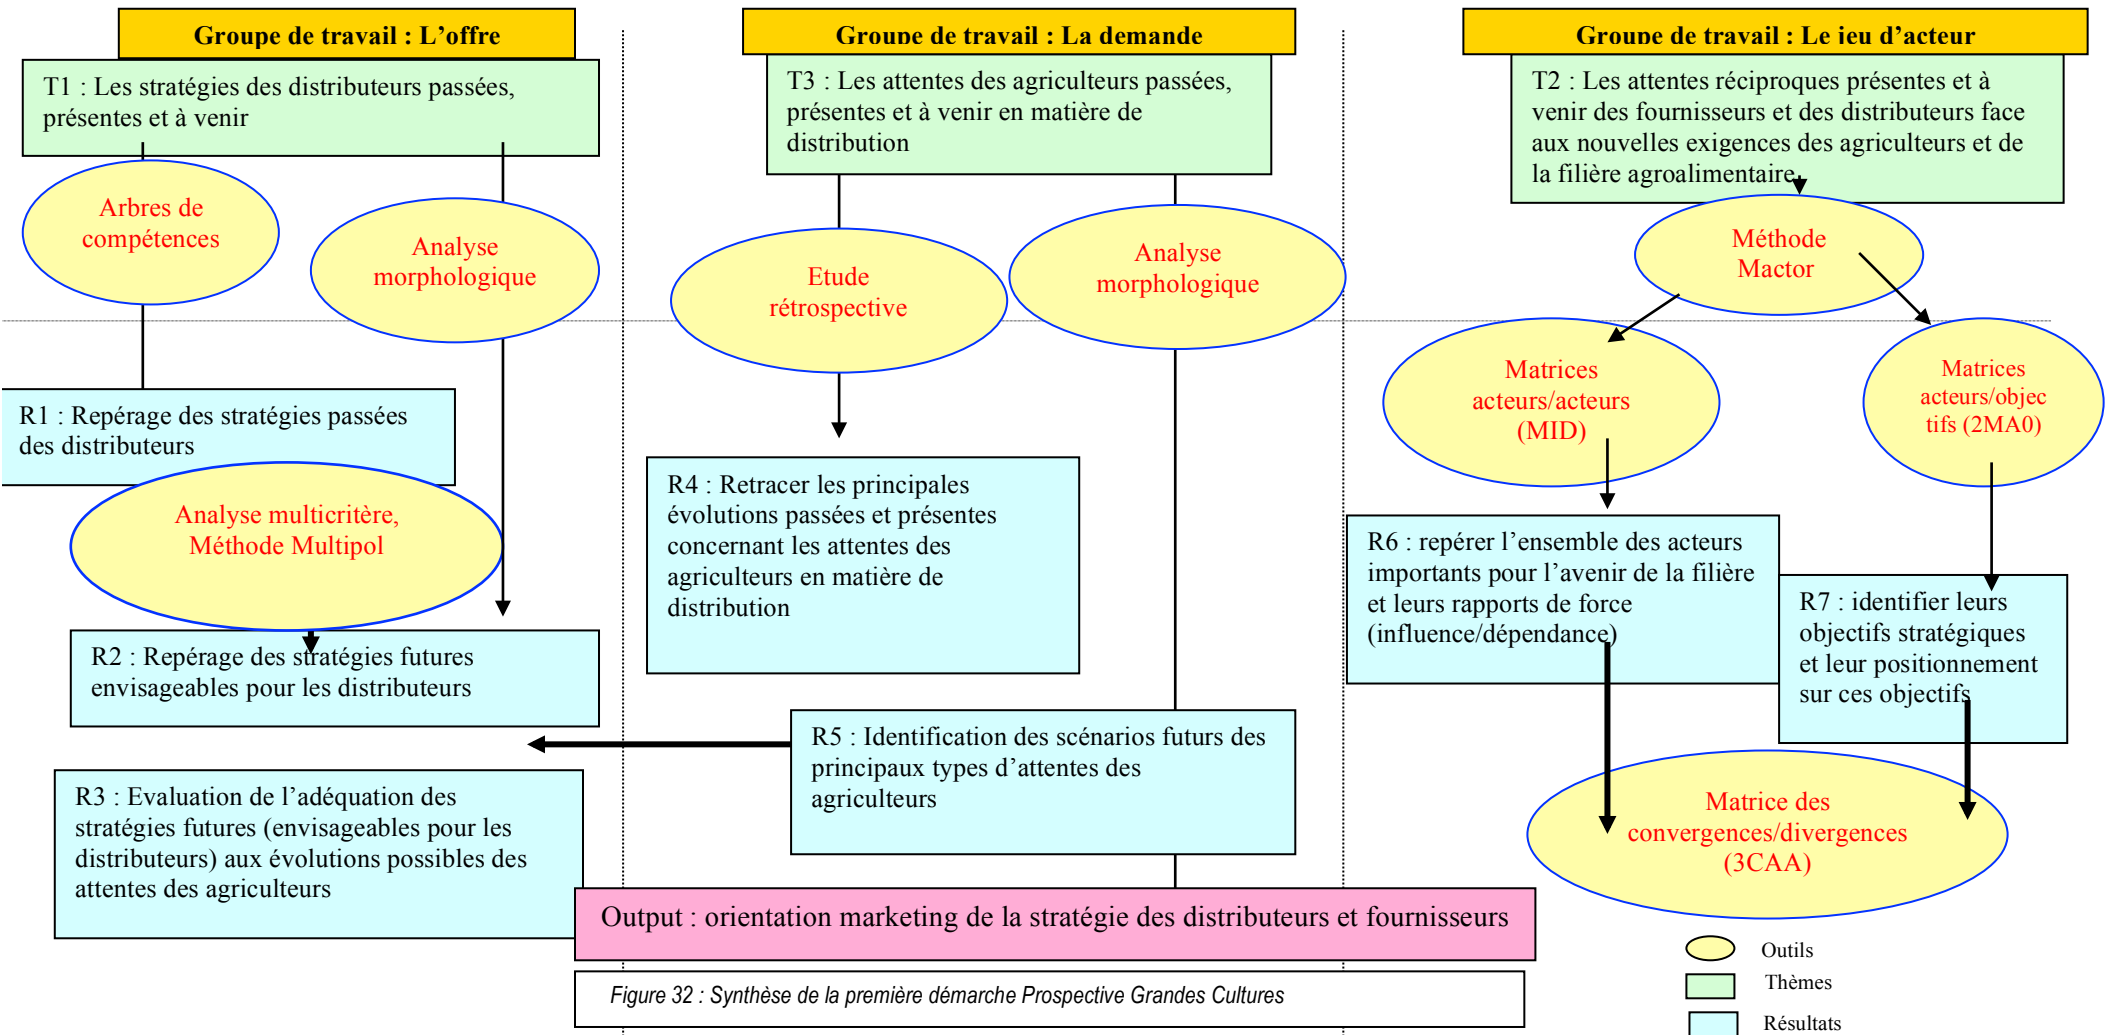 Groupe de travail : L’offre
T1 : Les stratégies des distributeurs passées,
présentes et à venir
Arbres de
compétences
Analyse
morphologique
R1 : Repérage des stratégies passées
des distributeurs
Analyse multicritère,
Méthode Multipol
R2 : Repérage des stratégies futures
envisageables pour les distributeurs
R3 : Evaluation de l’adéquation des
stratégies futures (envisageables pour les
distributeurs) aux évolutions possibles des
attentes des agriculteurs
Groupe de travail : La demande
T3 : Les attentes des agriculteurs passées,
présentes et à venir en matière de
distribution
Etude
rétrospective
Analyse
morphologique
R4 : Retracer les principales
évolutions passées et présentes
concernant les attentes des
agriculteurs en matière de
distribution
R5 : Identification des scénarios futurs des
principaux types d’attentes des
agriculteurs
Groupe de travail : Le jeu d’acteur
T2 : Les attentes réciproques présentes et à
venir des fournisseurs et des distributeurs face
aux nouvelles exigences des agriculteurs et de
la filière agroalimentaire
Méthode
Mactor
Matrices
acteurs/acteurs
(MID)
Matrices
acteurs/objec
tifs (2MA0)
R6 : repérer l’ensemble des acteurs
importants pour l’avenir de la filière
et leurs rapports de force
(influence/dépendance)
R7 : identifier leurs
objectifs stratégiques
et leur positionnement
sur ces objectifs
Matrice des
convergences/divergences
(3CAA)
Output : orientation marketing de la stratégie des distributeurs et fournisseurs
Figure 32 : Synthèse de la première démarche Prospective Grandes Cultures
Outils
Thèmes
Résultats